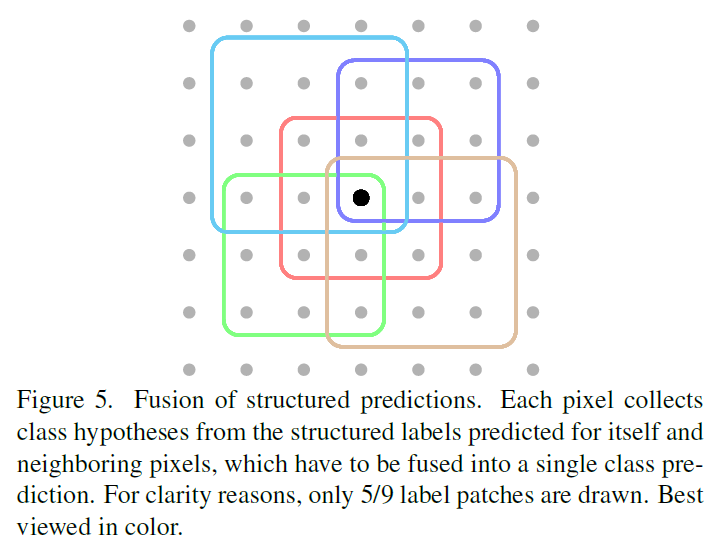 Figure 5. Fusion of structured predictions. Each pixel collects
class hypotheses from the structured labels predicted for itself and
neighboring pixels, which have to be fused into a single class pre-
diction. For clarity reasons, only 5/9 label patches are drawn. Best
viewed in color.